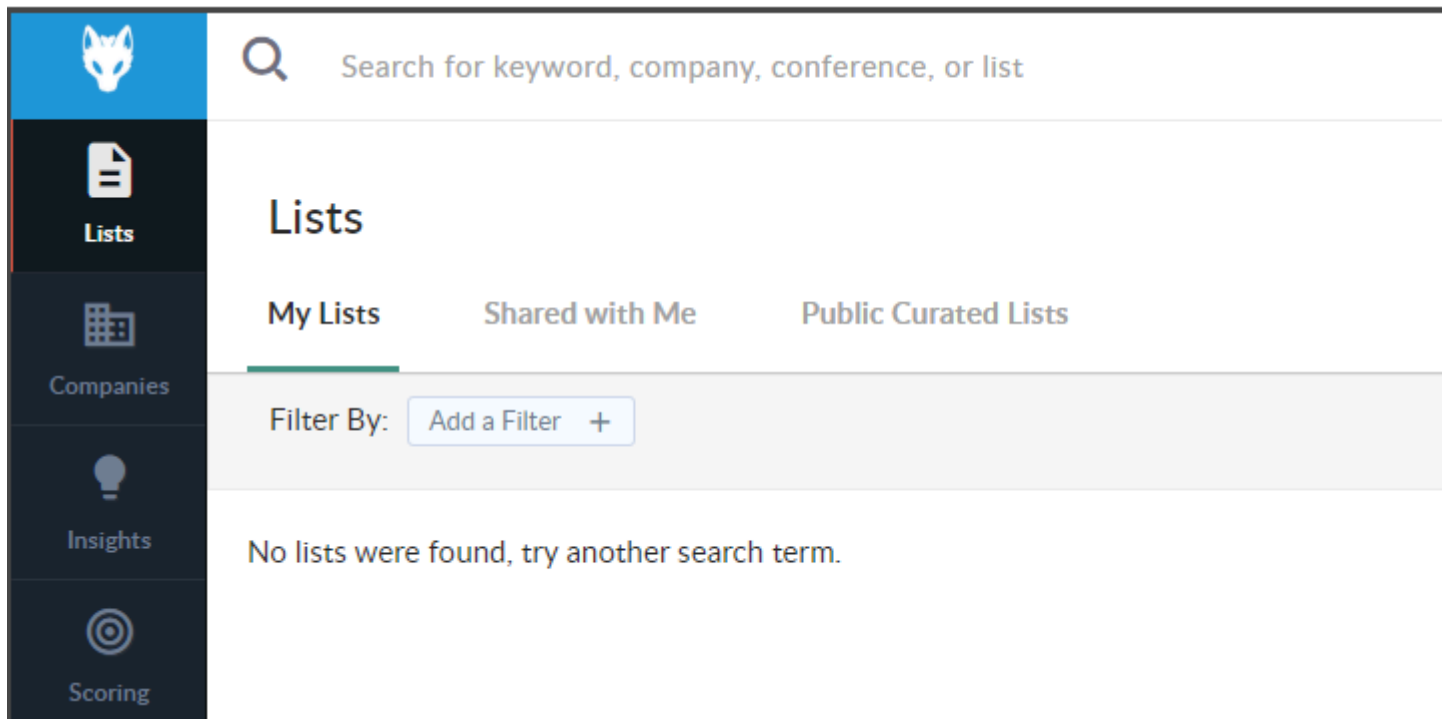 Search for keyword, company, conference, or list
Lists
Companies
Insights
Scoring
Lists
My Lists Shared with Me Public Curated Lists
Filter By: Add a Filter +
No lists were found, try another search term.